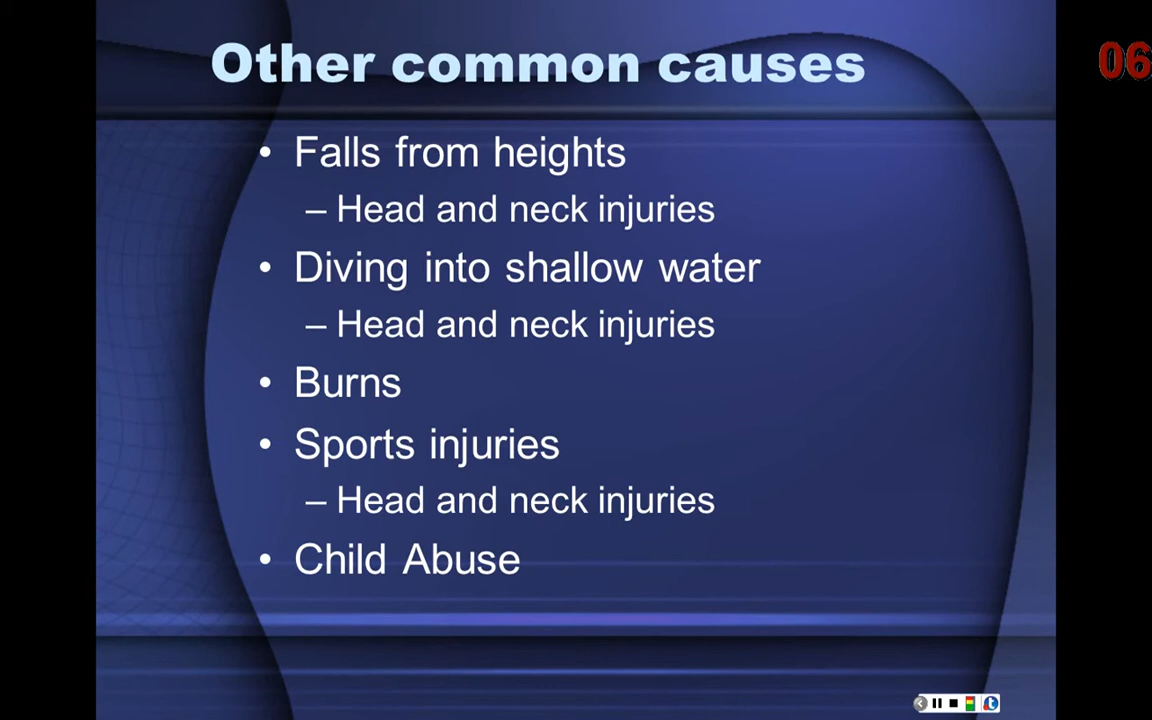 Other common causes
06
• Falls from heights
– Head and neck injuries
• Diving into shallow water
– Head and neck injuries
• Burns
• Sports injuries
– Head and neck injuries
• Child Abuse